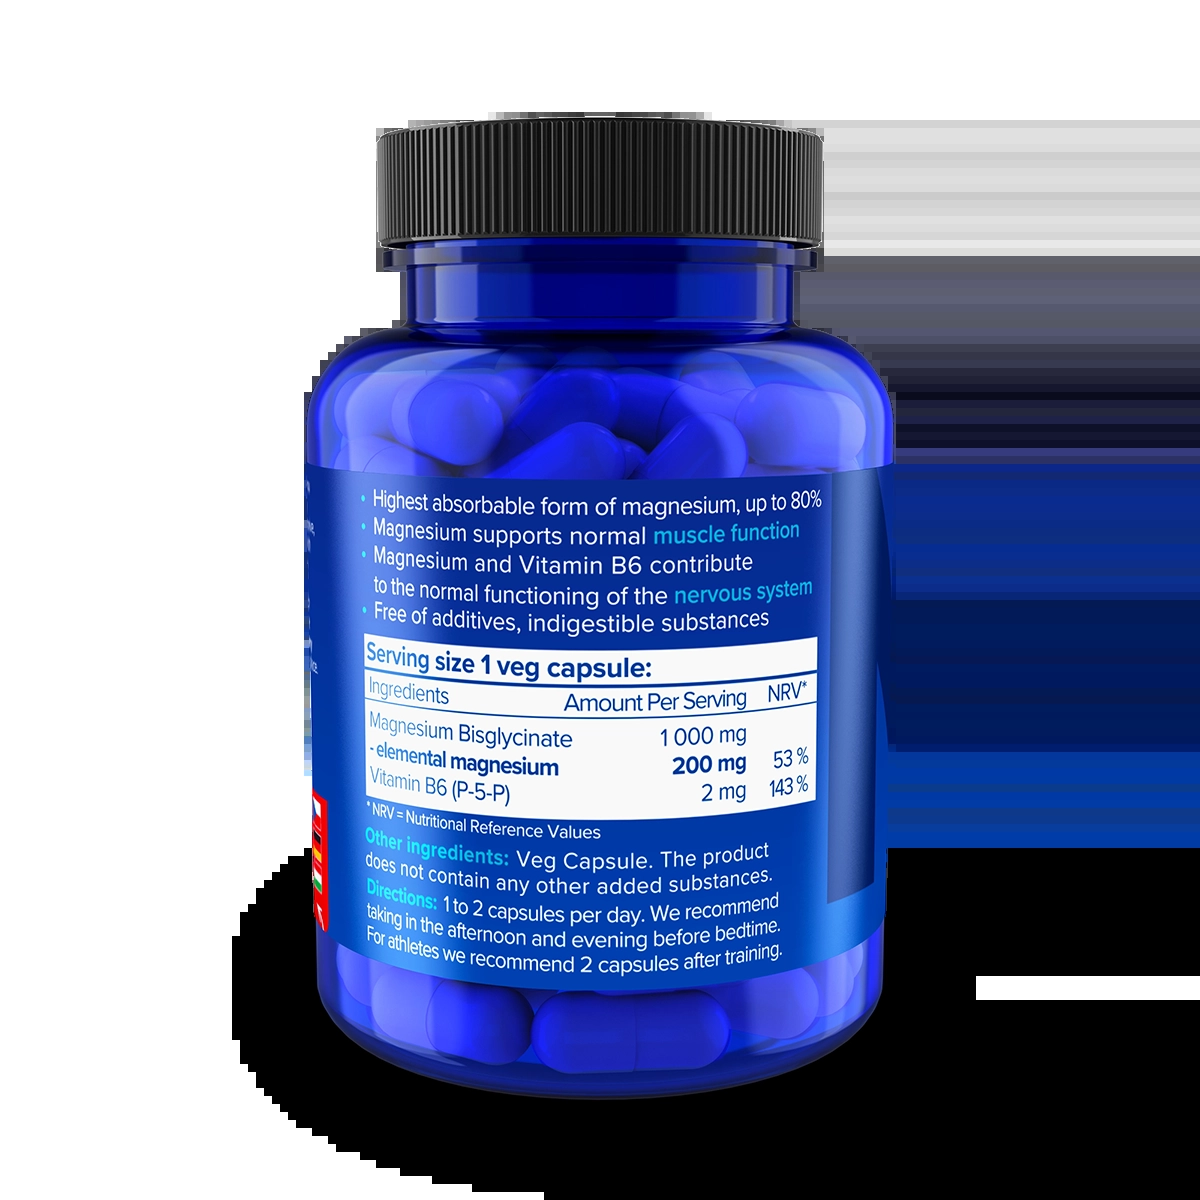 • Highest absorbable form of magnesium, up to 80%
• Magnesium supports normal muscle function
• Magnesium and Vitamin B6 contribute
to the normal functioning of the nervous system
• Free of additives, indigestible substances
Serving size 1 veg capsule:
Ingredients Amount Per Serving NRV*
Magnesium Bisglycinate 1 000 mg
- elemental magnesium 200 mg 53 %
Vitamin B6 (P-5-P) 2 mg 143 %
* NRV = Nutritional Reference Values
Other ingredients: Veg Capsule. The product
does not contain any other added substances.
Directions: 1 to 2 capsules per day. We recommend
taking in the afternoon and evening before bedtime.
For athletes we recommend 2 capsules after training.